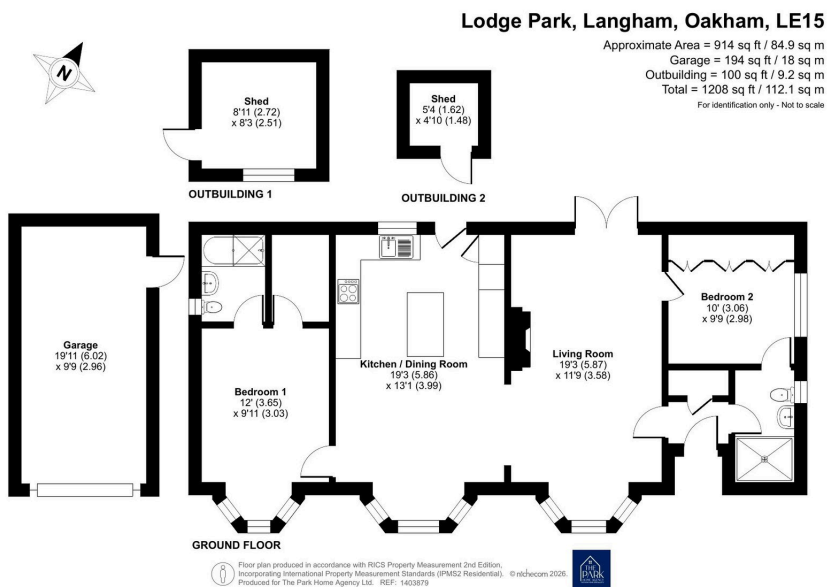 Lodge Park, Langham, Oakham, LE15
Approximate Area = 914 sq ft / 84.9 sq m
Garage = 194 sq ft / 18 sq m
Outbuilding = 100 sq ft / 9.2 sq m
Total = 1208 sq ft / 112.1 sq m
For identification only - Not to scale
N
Shed
8'11 (2.72)
x 8'3 (2.51)
OUTBUILDING 1
Shed
5'4 (1.62)
x 4'10 (1.48)
OUTBUILDING 2
Garage
19'11 (6.02)
x 9'9 (2.96)
Bedroom 1
12' (3.65)
x 9'11 (3.03)
Kitchen / Dining Room
19'3 (5.86)
x 13'1 (3.99)
Living Room
19'3 (5.87)
x 11'9 (3.58)
Bedroom 2
10' (3.06)
x 9'9 (2.98)
GROUND FLOOR
Floor plan produced in accordance with RICS Property Measurement 2nd Edition,
Incorporating International Property Measurement Standards (IPMS2 Residential). © nichecom 2026.
Produced for The Park Home Agency Ltd. REF: 1403879
THE
PARK